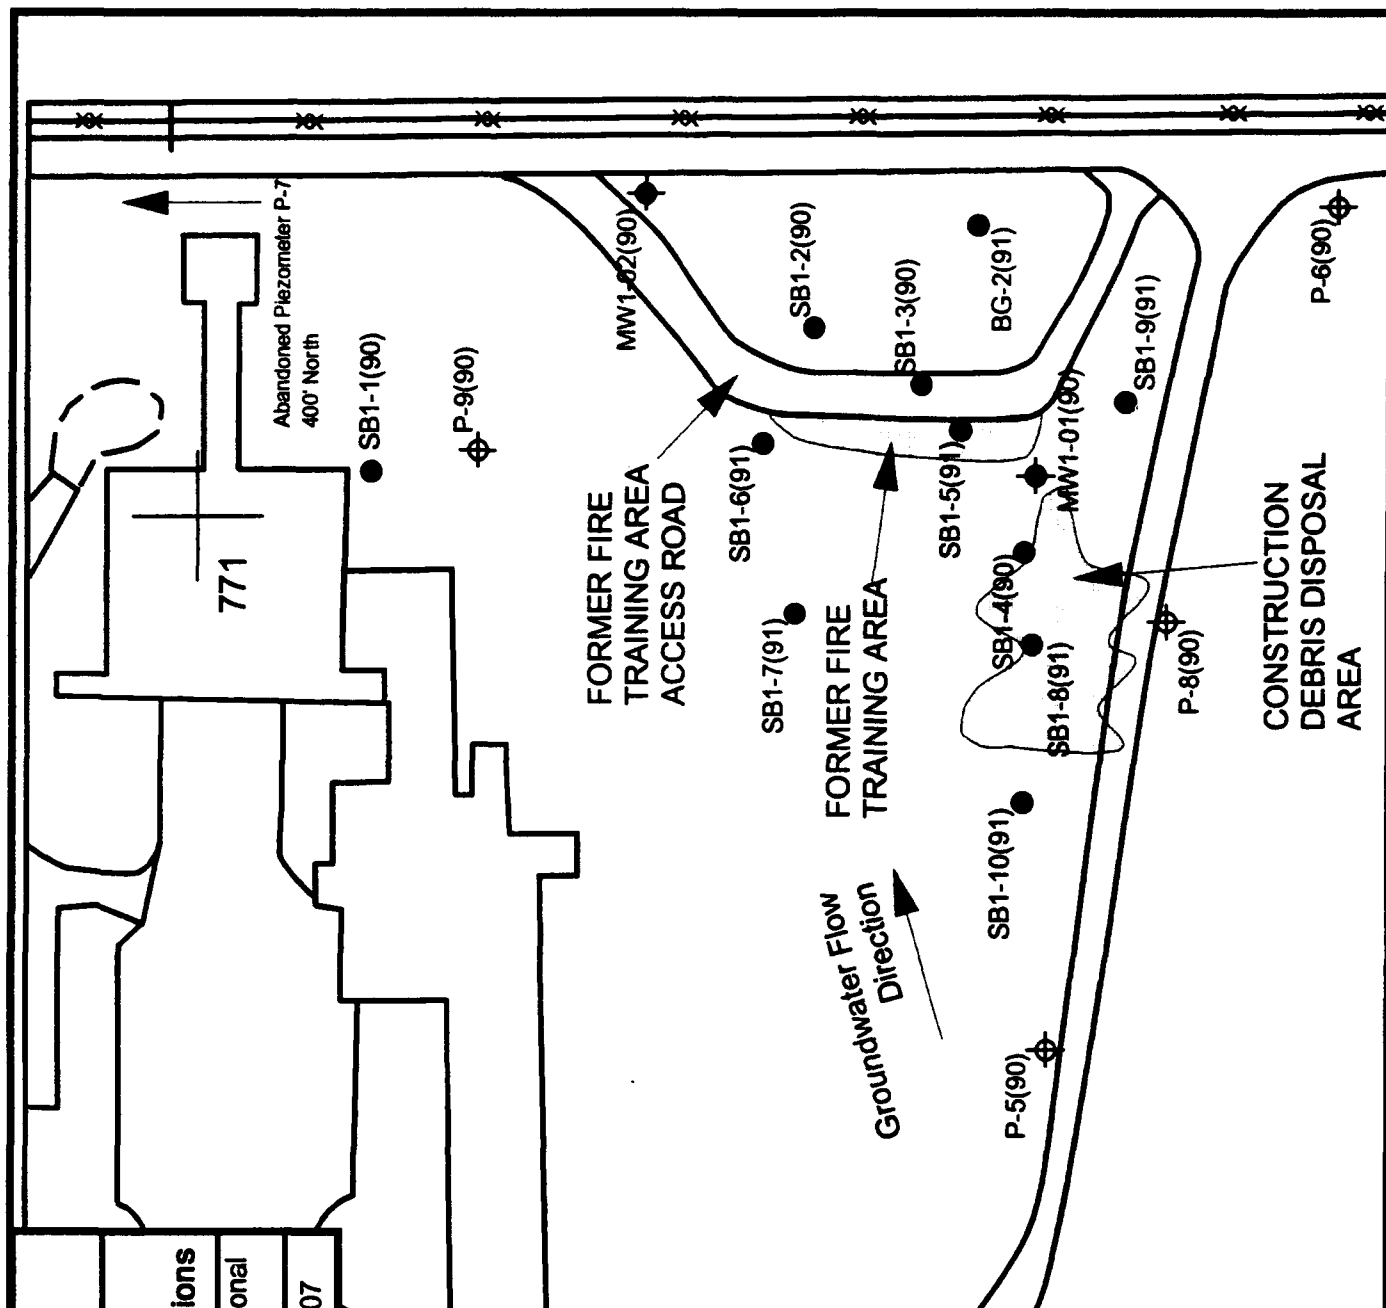 Abandoned Piezometer P-7
400' North
SB1-1(90)
P-9(90)
771
MW1-02(90)
SB1-2(90)
SB1-3(90)
BG-2(91)
P-6(90)
SB1-9(91)
MW1-01(90)
SB1-5(91)
SB1-6(91)
FORMER FIRE
TRAINING AREA
ACCESS ROAD
SB1-7(91)
FORMER FIRE
TRAINING AREA
SB1-4(90)
SB1-8(91)
P-8(90)
CONSTRUCTION
DEBRIS DISPOSAL
AREA
SB1-10(91)
Groundwater Flow
Direction
P-5(90)
ions
onal
07